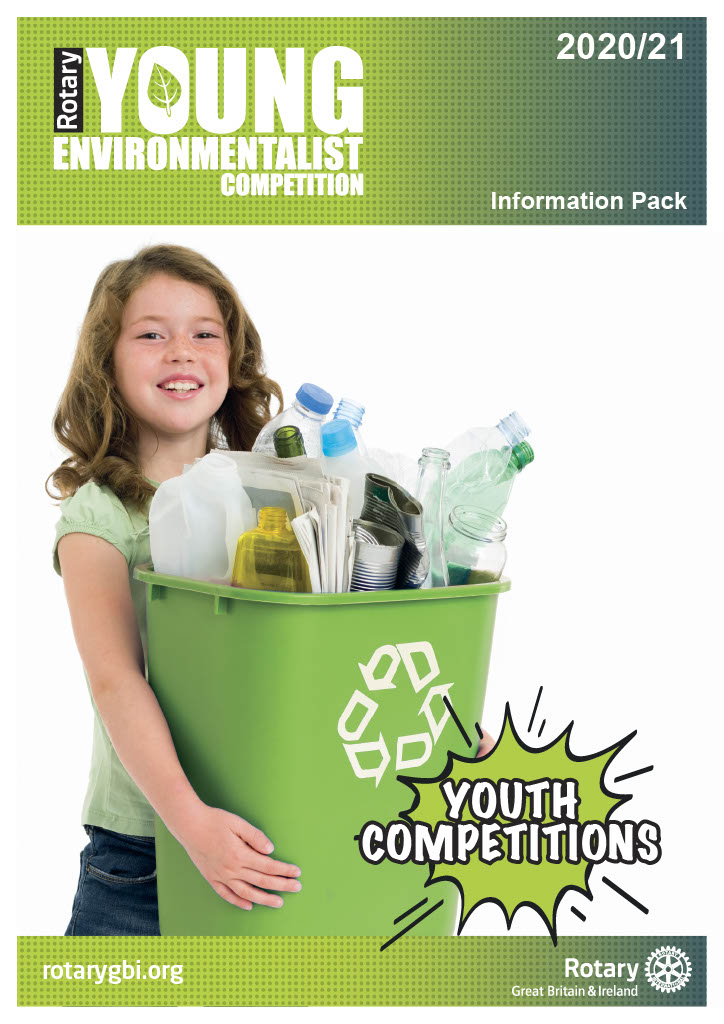 2020/21
Rotary
YOUNG
ENVIRONMENTALIST
COMPETITION
Information Pack
YOUTH
COMPETITIONS
rotarygbi.org
Rotary
Great Britain & Ireland